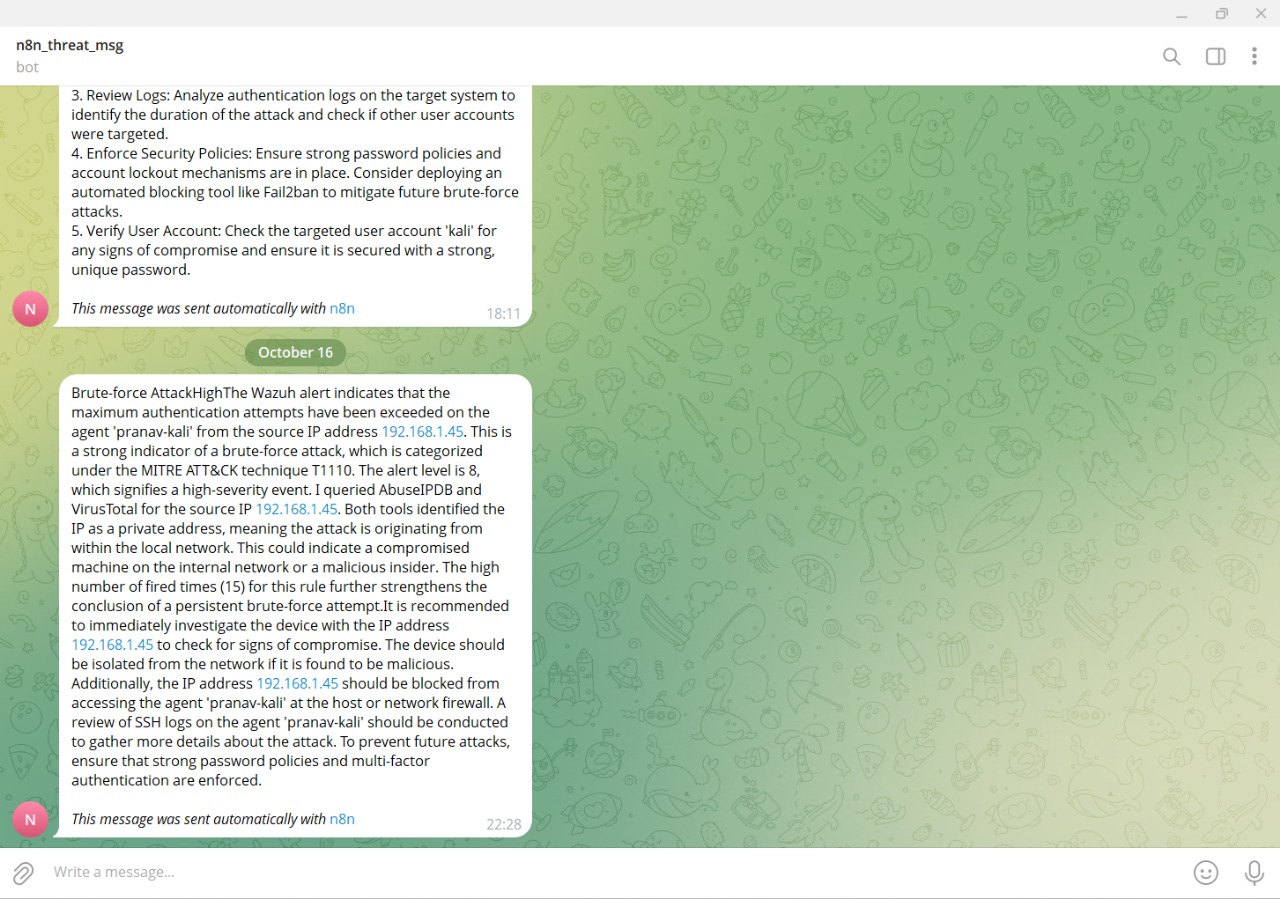 n8n_threat_msg
bot
3. Review Logs: Analyze authentication logs on the target system to
identify the duration of the attack and check if other user accounts
were targeted.
4. Enforce Security Policies: Ensure strong password policies and
account lockout mechanisms are in place. Consider deploying an
automated blocking tool like Fail2ban to mitigate future brute-force
attacks.
5. Verify User Account: Check the targeted user account 'kali' for
any signs of compromise and ensure it is secured with a strong,
unique password.
This message was sent automatically with n8n
18:11
N
October 16
Brute-force AttackHighThe Wazuh alert indicates that the
maximum authentication attempts have been exceeded on the
agent 'pranav-kali' from the source IP address 192.168.1.45. This is
a strong indicator of a brute-force attack, which is categorized
under the MITRE ATT&CK technique T1110. The alert level is 8,
which signifies a high-severity event. I queried AbuseIPDB and
VirusTotal for the source IP 192.168.1.45. Both tools identified the
IP as a private address, meaning the attack is originating from
within the local network. This could indicate a compromised
machine on the internal network or a malicious insider. The high
number of fired times (15) for this rule further strengthens the
conclusion of a persistent brute-force attempt.It is recommended
to immediately investigate the device with the IP address
192.168.1.45 to check for signs of compromise. The device should
be isolated from the network if it is found to be malicious.
Additionally, the IP address 192.168.1.45 should be blocked from
accessing the agent 'pranav-kali' at the host or network firewall. A
review of SSH logs on the agent 'pranav-kali' should be conducted
to gather more details about the attack. To prevent future attacks,
ensure that strong password policies and multi-factor
authentication are enforced.
This message was sent automatically with n8n
22:28
N
Write a message...